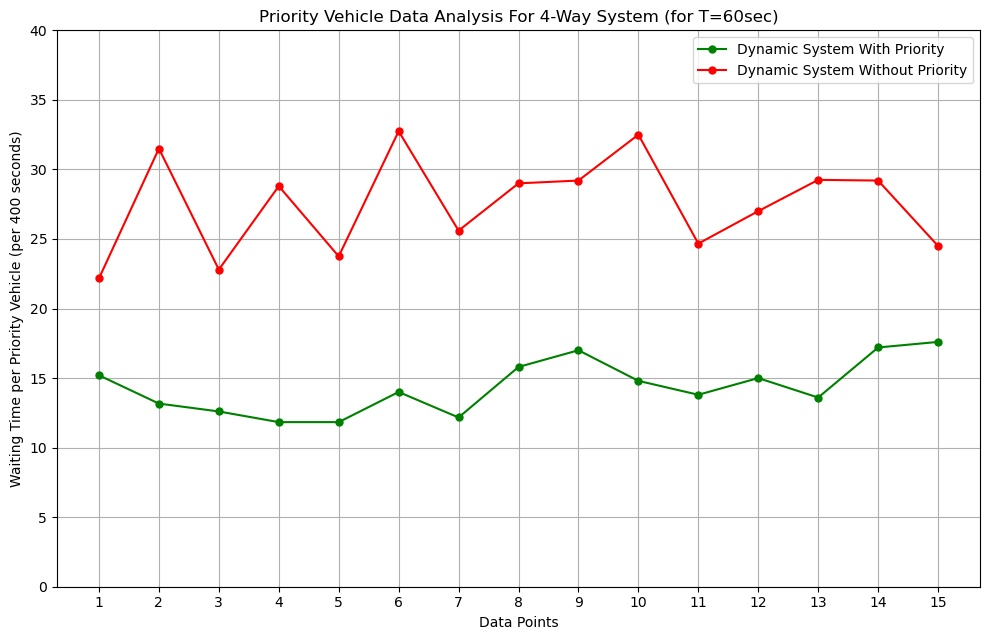 Priority Vehicle Data Analysis For 4-Way System (for T=60sec)
Dynamic System With Priority
Dynamic System Without Priority
Waiting Time per Priority Vehicle (per 400 seconds)
40
35
30
25
20
15
10
5
0
1 2 3 4 5 6 7 8 9 10 11 12 13 14 15
Data Points